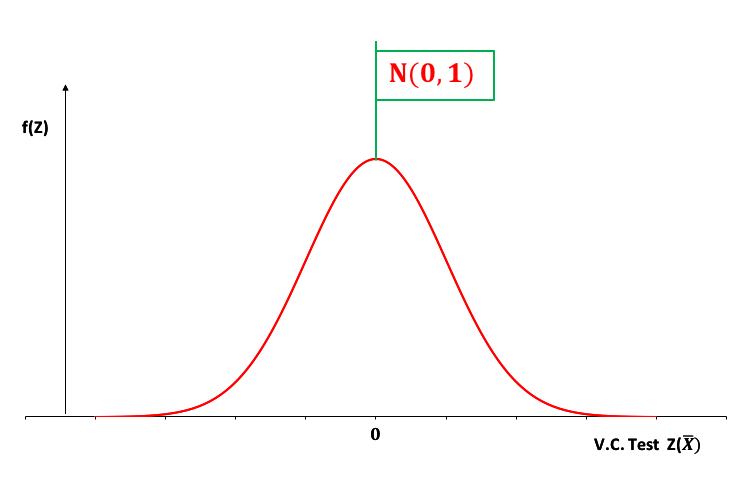 N(0,1)
f(Z)
0
V.C. Test Z(X̅)